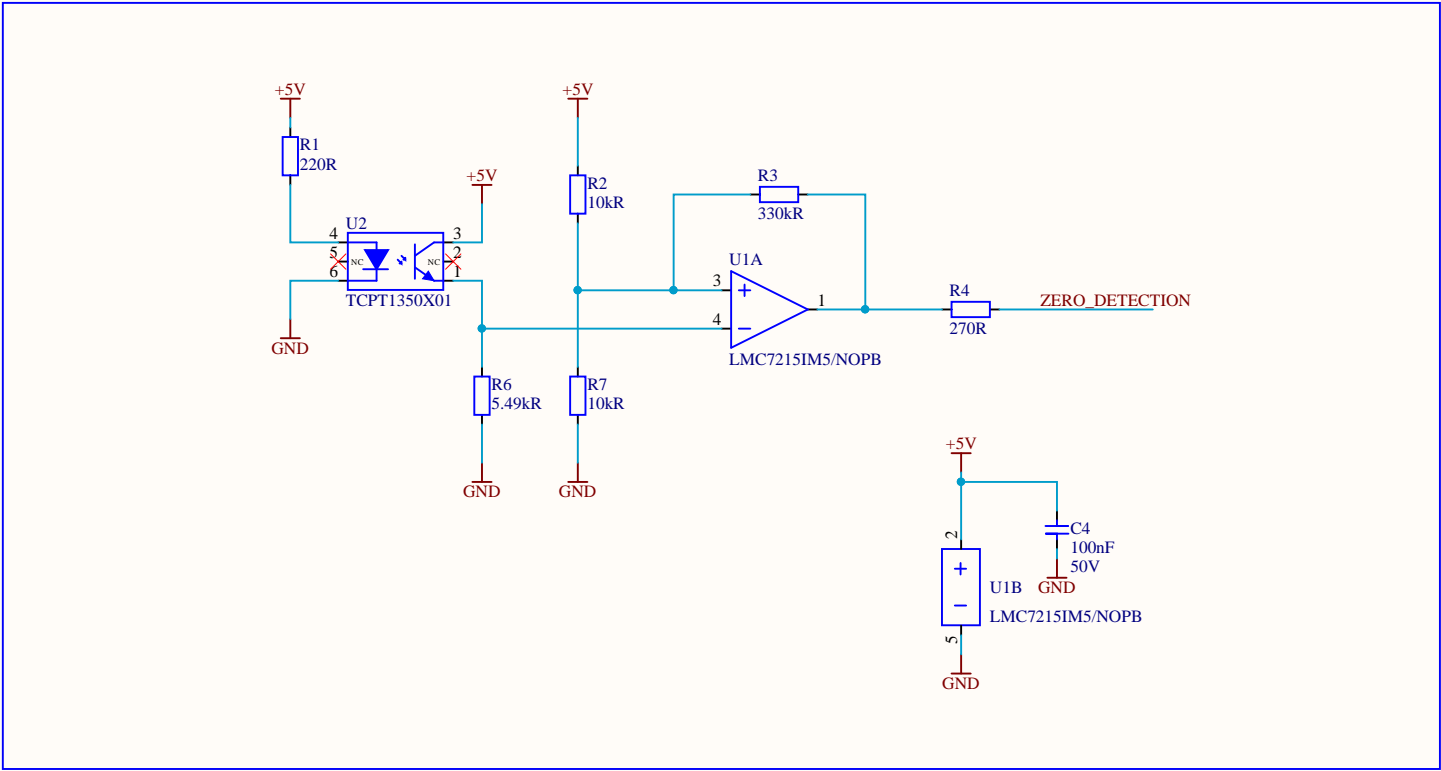 +5V
R1
220R
+5V
R2
10kR
+5V
R3
330kR
U2
4
5
6
NC
NC
3
2
1
TCPT1350X01
GND
U1A
3
4
1
LMC7215IM5/NOPB
R4
270R
ZERO_DETECTION
R6
5.49kR
GND
R7
10kR
GND
+5V
2
C4
100nF
50V
GND
U1B
LMC7215IM5/NOPB
5
GND